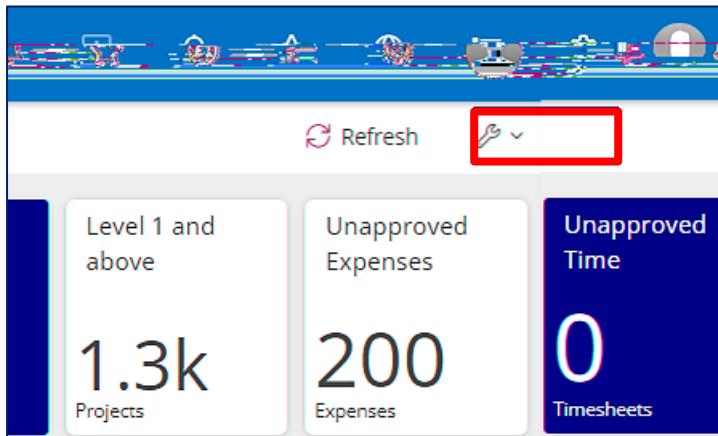 Refresh
Level 1 and
above
1.3k
Projects
Unapproved
Expenses
200
Expenses
Unapproved
Time
0
Timesheets